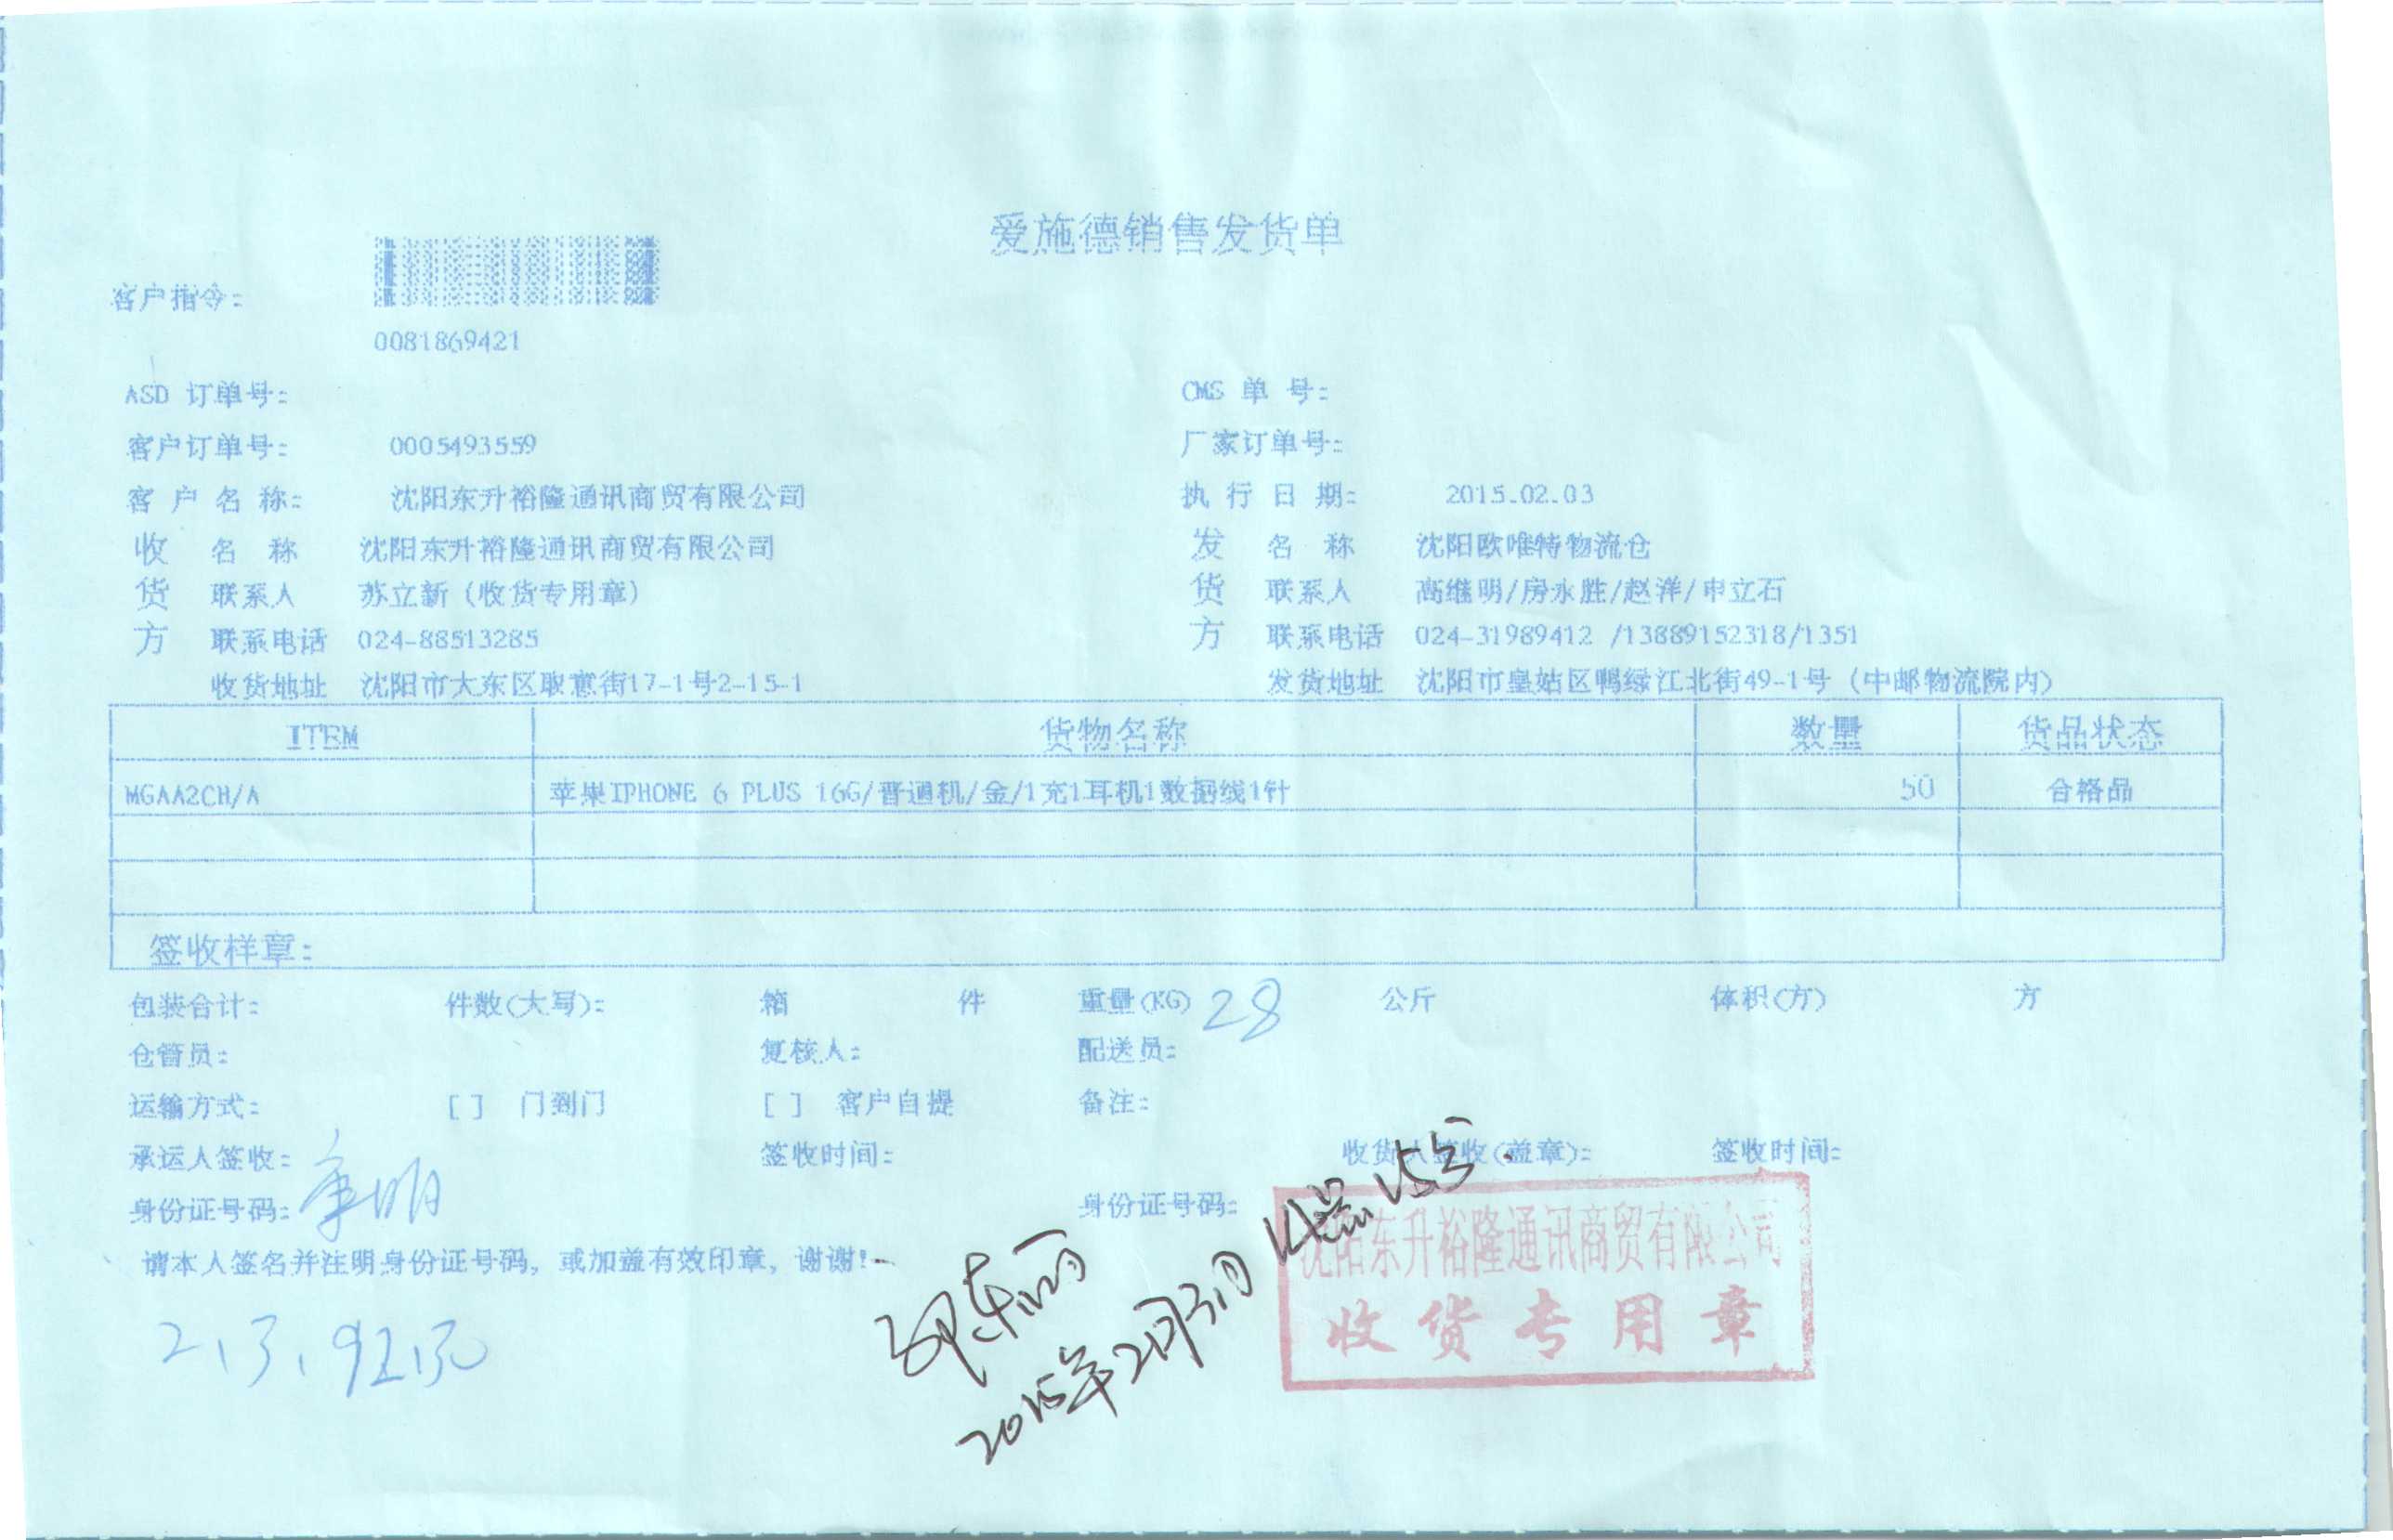 爱施德销售发货单
客户指令:
0081869421
ASD 订单号: CMS 单 号:
客户订单号: 0005493559 厂家订单号:
客 户 名 称: 沈阳东升裕隆通讯商贸有限公司 执 行 日 期: 2015.02.03
收 名 称 沈阳东升裕隆通讯商贸有限公司 发 名 称 沈阳欧唯特物流仓
货 联系人 苏立新(收货专用章) 货 联系人 高继明/房永胜/赵洋/申立石
方 联系电话 024-88513285 方 联系电话 024-31989412 /13889152318/1351
收货地址 沈阳市大东区取意街17-1号2-15-1 发货地址 沈阳市皇姑区鸭绿江北街49-1号(中邮物流院内)
ITEM 货物名称 数量 货品状态
MGAA2CH/A 苹果IPHONE 6 PLUS 16G/普通机/金/1充1耳机1数据线1针 50 合格品
签收样章:
包装合计: 件数(大写): 箱 件 重量(KG) 28 公斤 体积(方) 方
仓管员: 复核人: 配送员:
运输方式: [ ] 门到门 [ ] 客户自提 备注:
承运人签收: 签收时间: 收货人签收(盖章): 签收时间:
身份证号码: 身份证号码:
请本人签名并注明身份证号码, 或加盖有效印章, 谢谢!
沈阳东升裕隆通讯商贸有限公司
收货专用章
2015年2月3日 14点15分